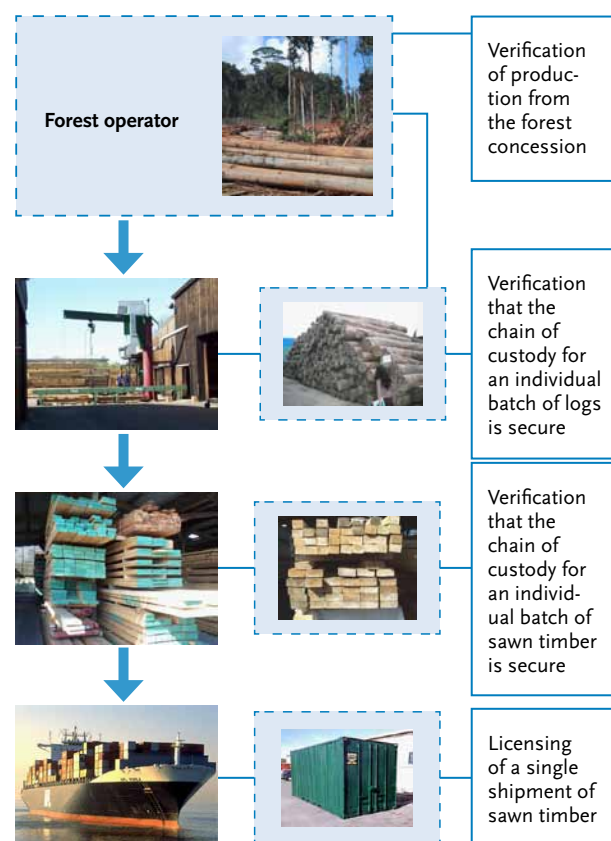 Forest operator
Verification
of produc-
tion from
the forest
concession
Verification
that the
chain of
custody for
an individual
batch of logs
is secure
Verification
that the
chain of
custody for
an individ-
ual batch of
sawn timber
is secure
Licensing
of a single
shipment of
sawn timber